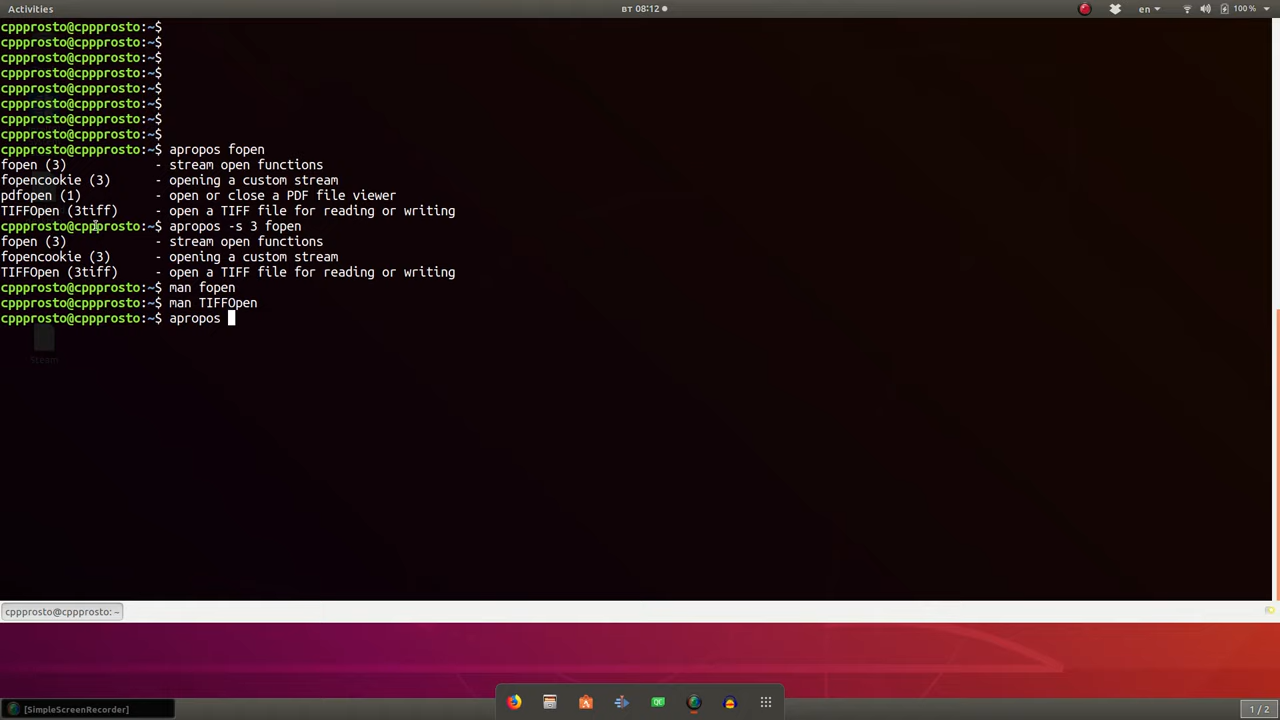 Activities
вт 08:12
en
100 %
cppprosto@cppprosto:~$
cppprosto@cppprosto:~$
cppprosto@cppprosto:~$
cppprosto@cppprosto:~$
cppprosto@cppprosto:~$
cppprosto@cppprosto:~$
cppprosto@cppprosto:~$
cppprosto@cppprosto:~$
cppprosto@cppprosto:~$ apropos fopen
fopen (3)            - stream open functions
fopencookie (3)      - opening a custom stream
pdfopen (1)          - open or close a PDF file viewer
TIFFOpen (3tiff)     - open a TIFF file for reading or writing
cppprosto@cppprosto:~$ apropos -s 3 fopen
fopen (3)            - stream open functions
fopencookie (3)      - opening a custom stream
TIFFOpen (3tiff)     - open a TIFF file for reading or writing
cppprosto@cppprosto:~$ man fopen
cppprosto@cppprosto:~$ man TIFFOpen
cppprosto@cppprosto:~$ apropos
cppprosto@cppprosto: ~
[SimpleScreenRecorder]
1 / 2